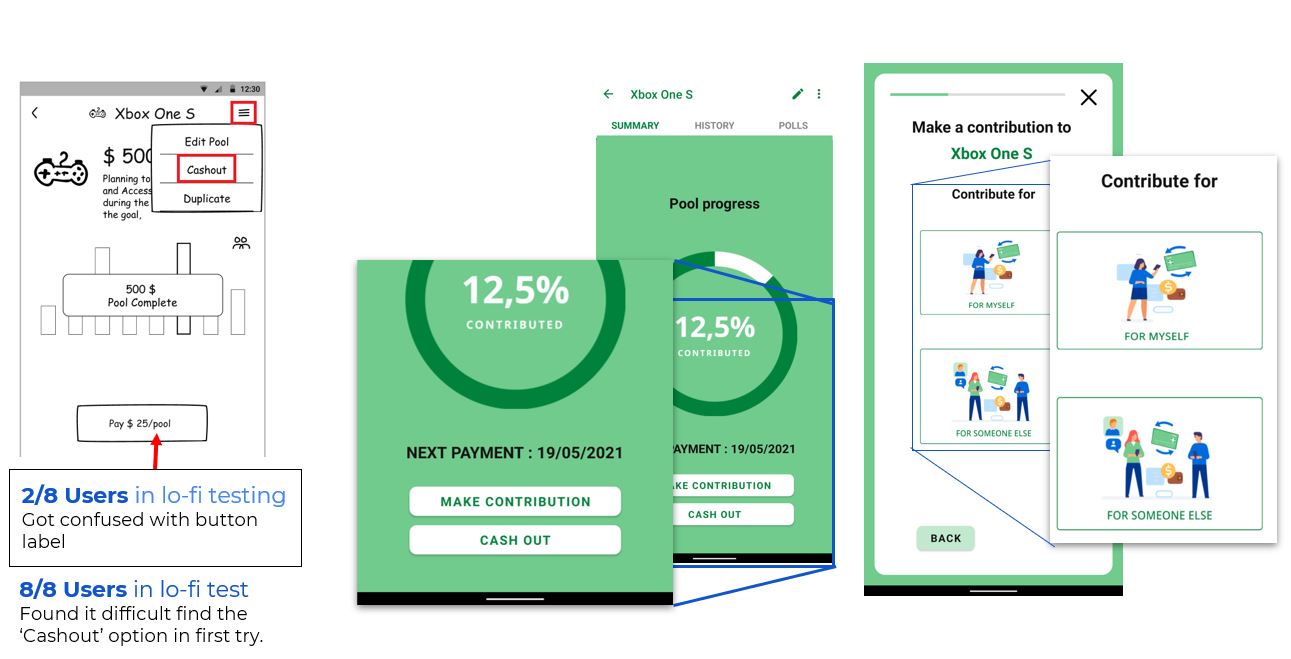 12:30
Xbox One S
Edit Pool
Cashout
Duplicate
$ 500
Planning to
and Access
during the
the goal,
500 $
Pool Complete
Pay $ 25/pool
2/8 Users in lo-fi testing
Got confused with button
label
8/8 Users in lo-fi test
Found it difficult find the
‘Cashout’ option in first try.
12,5%
CONTRIBUTED
NEXT PAYMENT : 19/05/2021
MAKE CONTRIBUTION
CASH OUT
Xbox One S
SUMMARY HISTORY POLLS
Pool progress
12,5%
CONTRIBUTED
PAYMENT : 19/05/2021
KE CONTRIBUTION
CASH OUT
Make a contribution to
Xbox One S
Contribute for
FOR MYSELF
FOR SOMEONE ELSE
BACK
Contribute for
FOR MYSELF
FOR SOMEONE ELSE